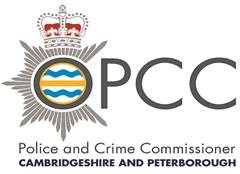 OPCC
Police and Crime Commissioner
CAMBRIDGESHIRE AND PETERBOROUGH